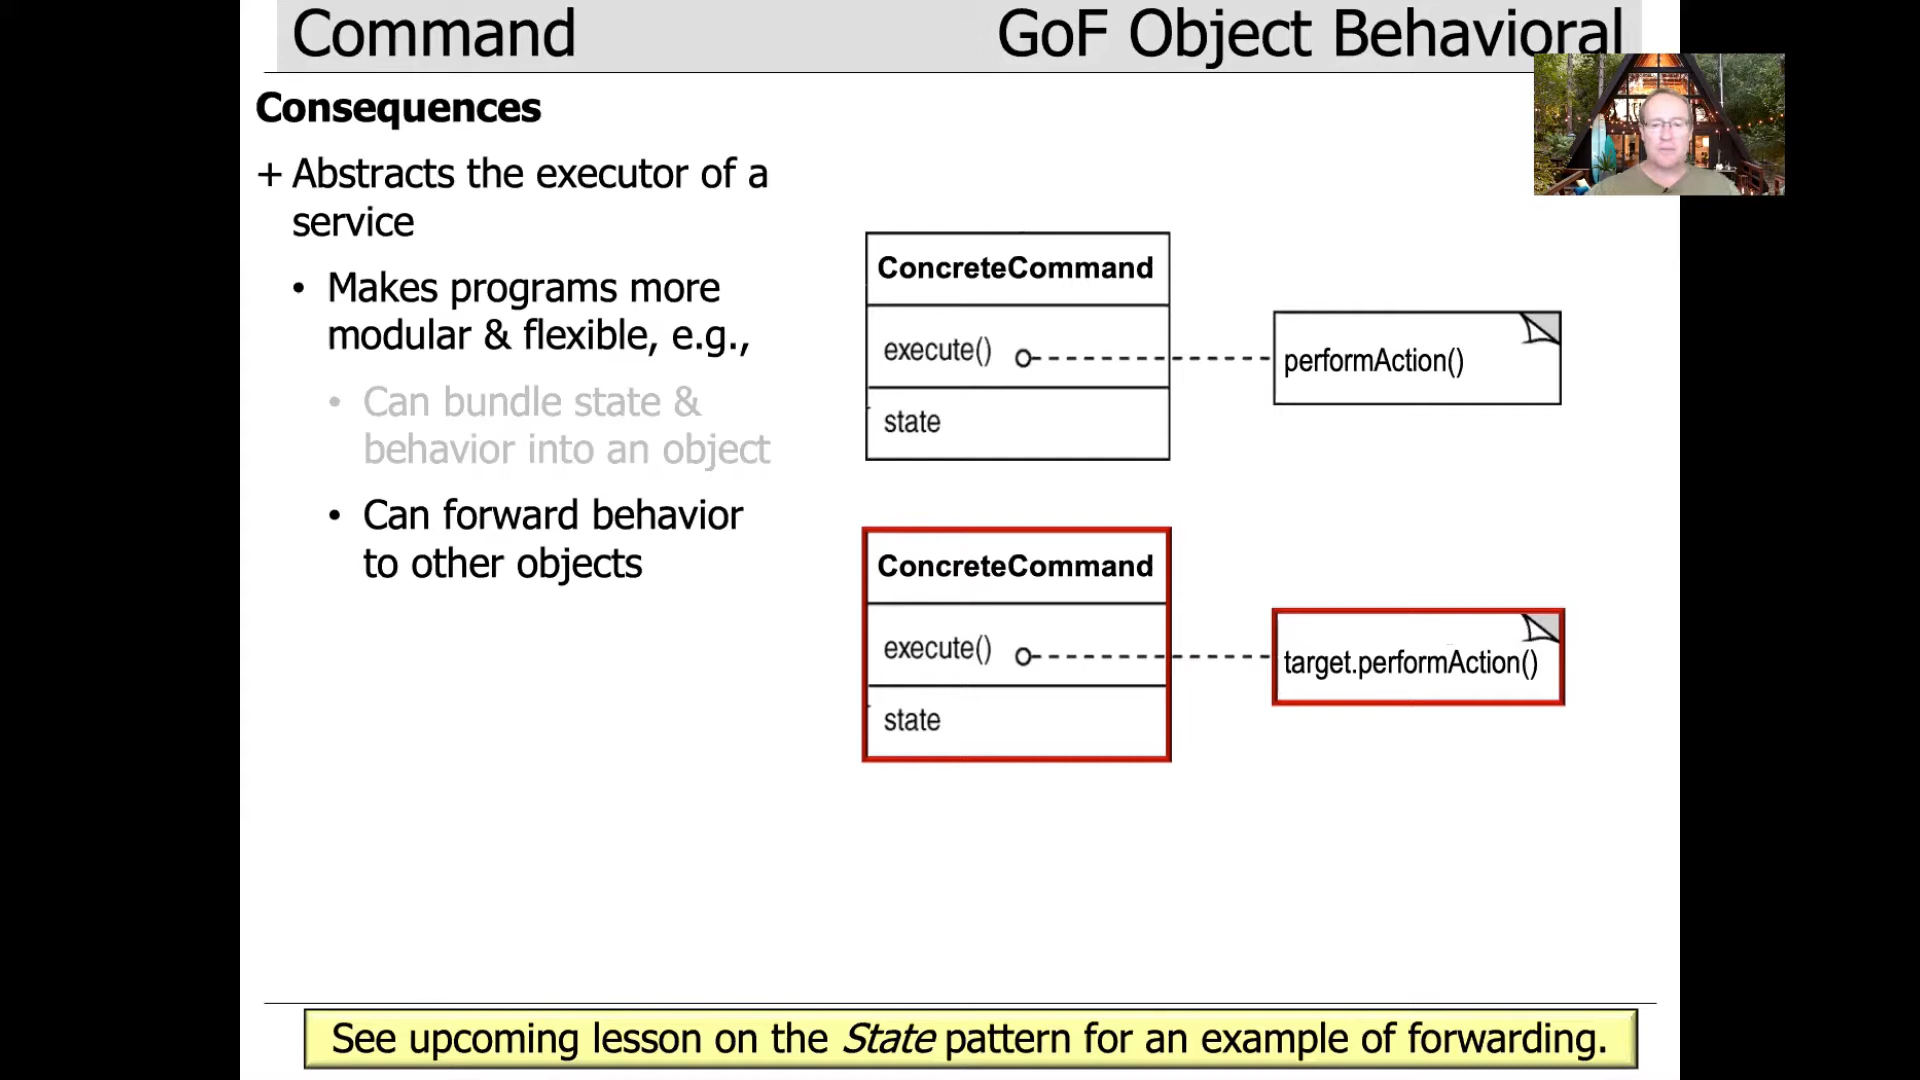 Command
GoF Object Behavioral
Consequences
+ Abstracts the executor of a
service
• Makes programs more
modular & flexible, e.g.,
• Can bundle state &
behavior into an object
• Can forward behavior
to other objects
ConcreteCommand
execute()
state
performAction()
ConcreteCommand
execute()
state
target.performAction()
See upcoming lesson on the State pattern for an example of forwarding.